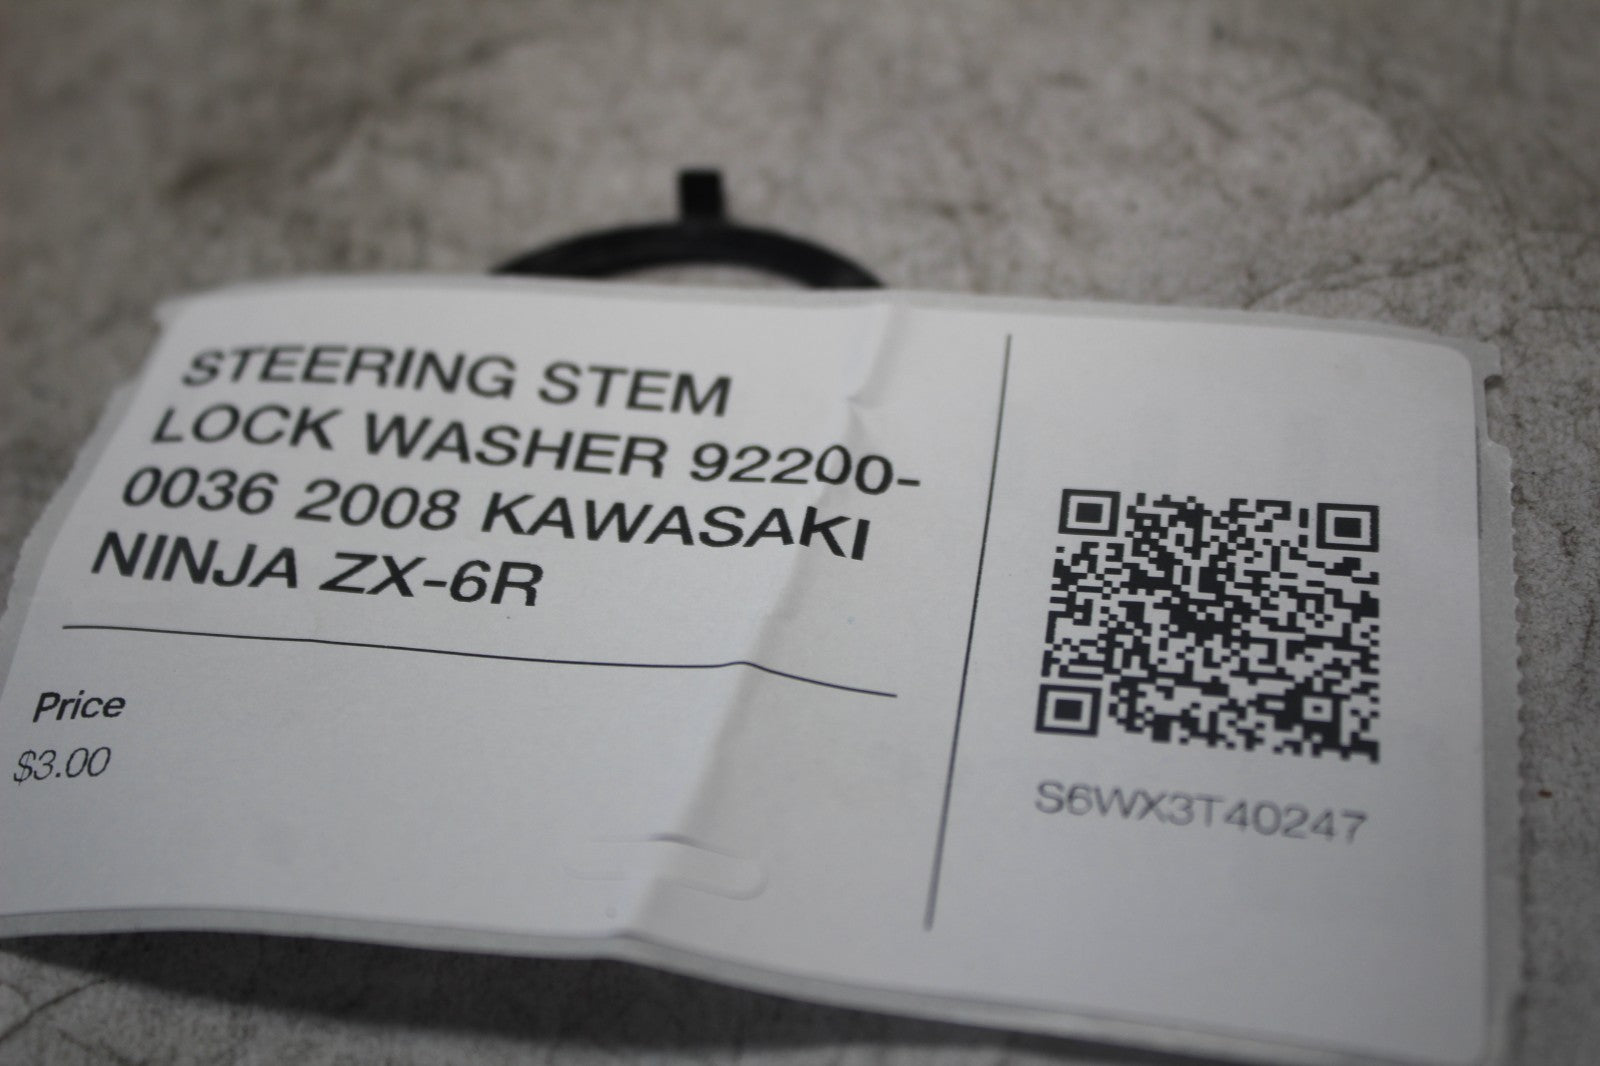 STEERING STEM
LOCK WASHER 92200-
0036 2008 KAWASAKI
NINJA ZX-6R
Price
$3.00
S6WX3T40247